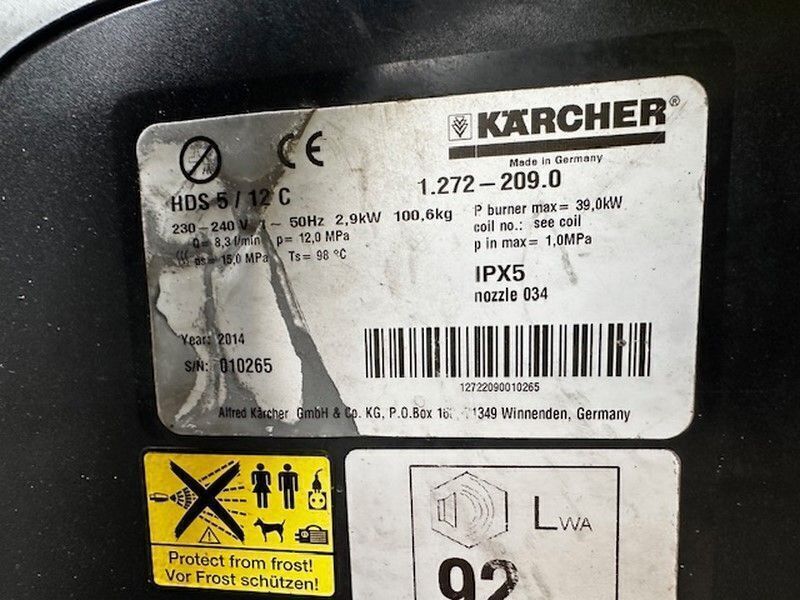 CE
KÄRCHER®
Made in Germany
HDS 5 / 12 C
1.272–209.0
230–240 V 1~ 50Hz 2,9kW 100,6kg
Q= 8,3 l/min p= 12,0 MPa
ps= 15,0 MPa Ts= 98 °C
P burner max= 39,0kW
coil no.: see coil
p in max= 1,0MPa
IPX5
nozzle 034
Year: 2014
S/N: 010265
12722090010265
Alfred Kärcher GmbH & Co. KG, P.O.Box 1349 Winnenden, Germany
Protect from frost!
Vor Frost schützen!
LWA
92